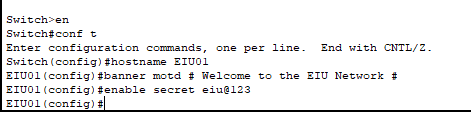 Switch>en
Switch#conf t
Enter configuration commands, one per line.  End with CNTL/Z.
Switch(config)#hostname EIU01
EIU01(config)#banner motd # Welcome to the EIU Network #
EIU01(config)#enable secret eiu@123
EIU01(config)#